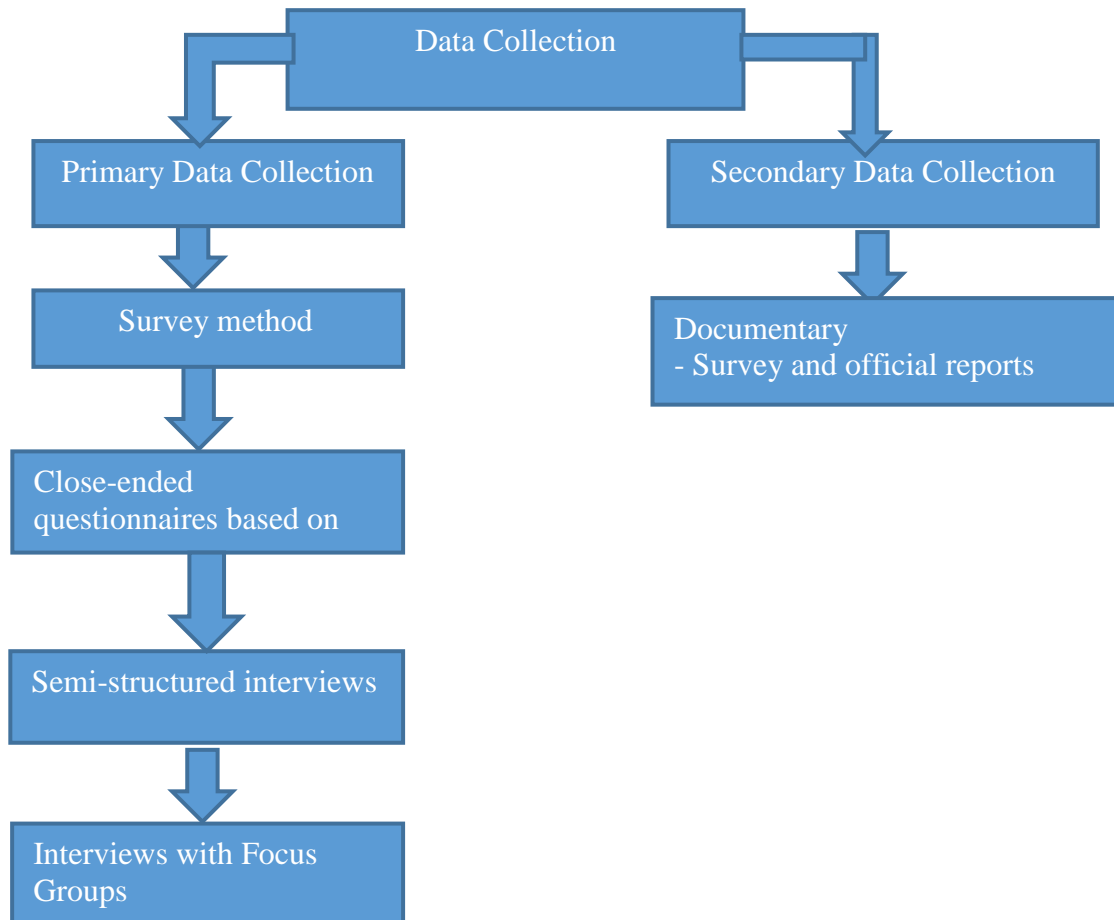 Data Collection
Primary Data Collection
Secondary Data Collection
Survey method
Documentary
- Survey and official reports
Close-ended
questionnaires based on
Semi-structured interviews
Interviews with Focus
Groups